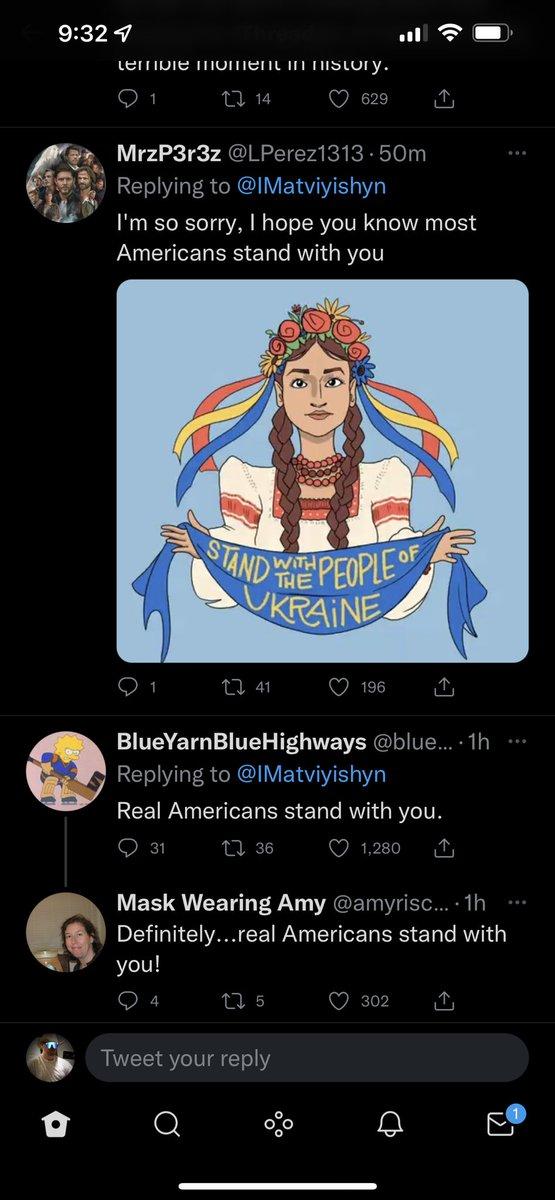 9:32
terrible moment in history.
1 14 629
MrzP3r3z @LPerez1313 · 50m
Replying to @IMatviyishyn
I'm so sorry, I hope you know most
Americans stand with you
STAND WITH THE PEOPLE OF
UKRAINE
1 41 196
BlueYarnBlueHighways @blue... · 1h
Replying to @IMatviyishyn
Real Americans stand with you.
31 36 1,280
Mask Wearing Amy @amyrisc... · 1h
Definitely...real Americans stand with
you!
4 5 302
Tweet your reply
1